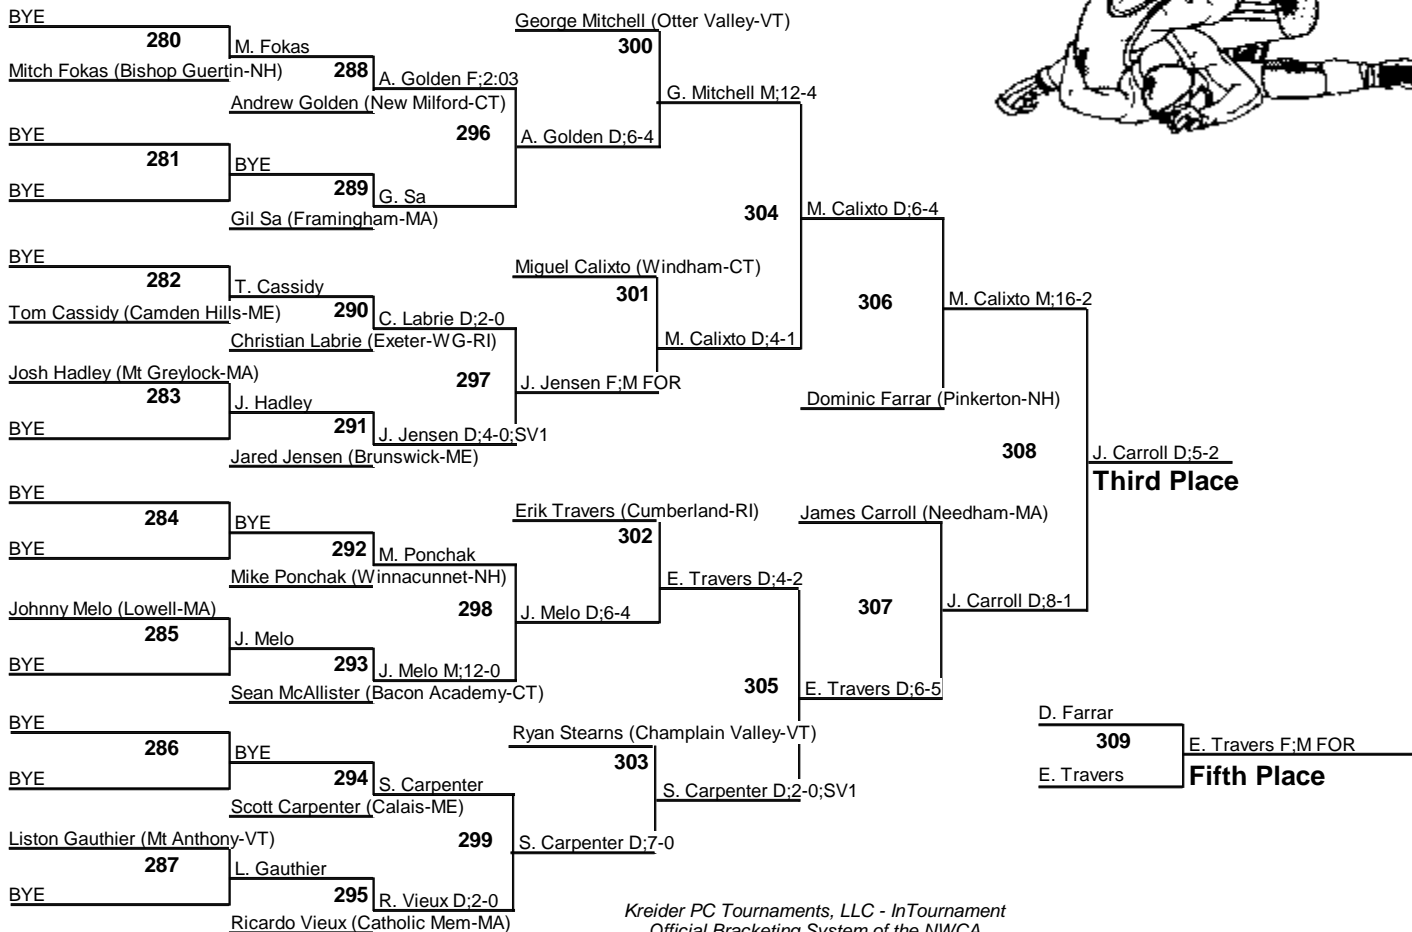 BYE
280
Mitch Fokas (Bishop Guertin-NH)
M. Fokas
288
Andrew Golden (New Milford-CT)
A. Golden F;2:03
BYE
281
BYE
BYE
289
Gil Sa (Framingham-MA)
G. Sa
296
A. Golden D;6-4
George Mitchell (Otter Valley-VT)
300
G. Mitchell M;12-4
BYE
282
Tom Cassidy (Camden Hills-ME)
T. Cassidy
290
Christian Labrie (Exeter-WG-RI)
C. Labrie D;2-0
Josh Hadley (Mt Greylock-MA)
283
BYE
J. Hadley
291
Jared Jensen (Brunswick-ME)
J. Jensen D;4-0;SV1
297
J. Jensen F;M FOR
Miguel Calixto (Windham-CT)
301
M. Calixto D;4-1
304
M. Calixto D;6-4
306
Dominic Farrar (Pinkerton-NH)
M. Calixto M;16-2
BYE
284
BYE
BYE
292
Mike Ponchak (Winnacunnet-NH)
M. Ponchak
Johnny Melo (Lowell-MA)
285
BYE
J. Melo
293
Sean McAllister (Bacon Academy-CT)
J. Melo M;12-0
298
J. Melo D;6-4
Erik Travers (Cumberland-RI)
302
E. Travers D;4-2
BYE
286
BYE
BYE
294
Scott Carpenter (Calais-ME)
S. Carpenter
Liston Gauthier (Mt Anthony-VT)
287
BYE
L. Gauthier
295
Ricardo Vieux (Catholic Mem-MA)
R. Vieux D;2-0
299
S. Carpenter D;7-0
Ryan Stearns (Champlain Valley-VT)
303
S. Carpenter D;2-0;SV1
305
E. Travers D;6-5
James Carroll (Needham-MA)
307
J. Carroll D;8-1
308
J. Carroll D;5-2
Third Place
D. Farrar
309
E. Travers
E. Travers F;M FOR
Fifth Place
Kreider PC Tournaments, LLC - InTournament
Official Bracketing System of the NWCA